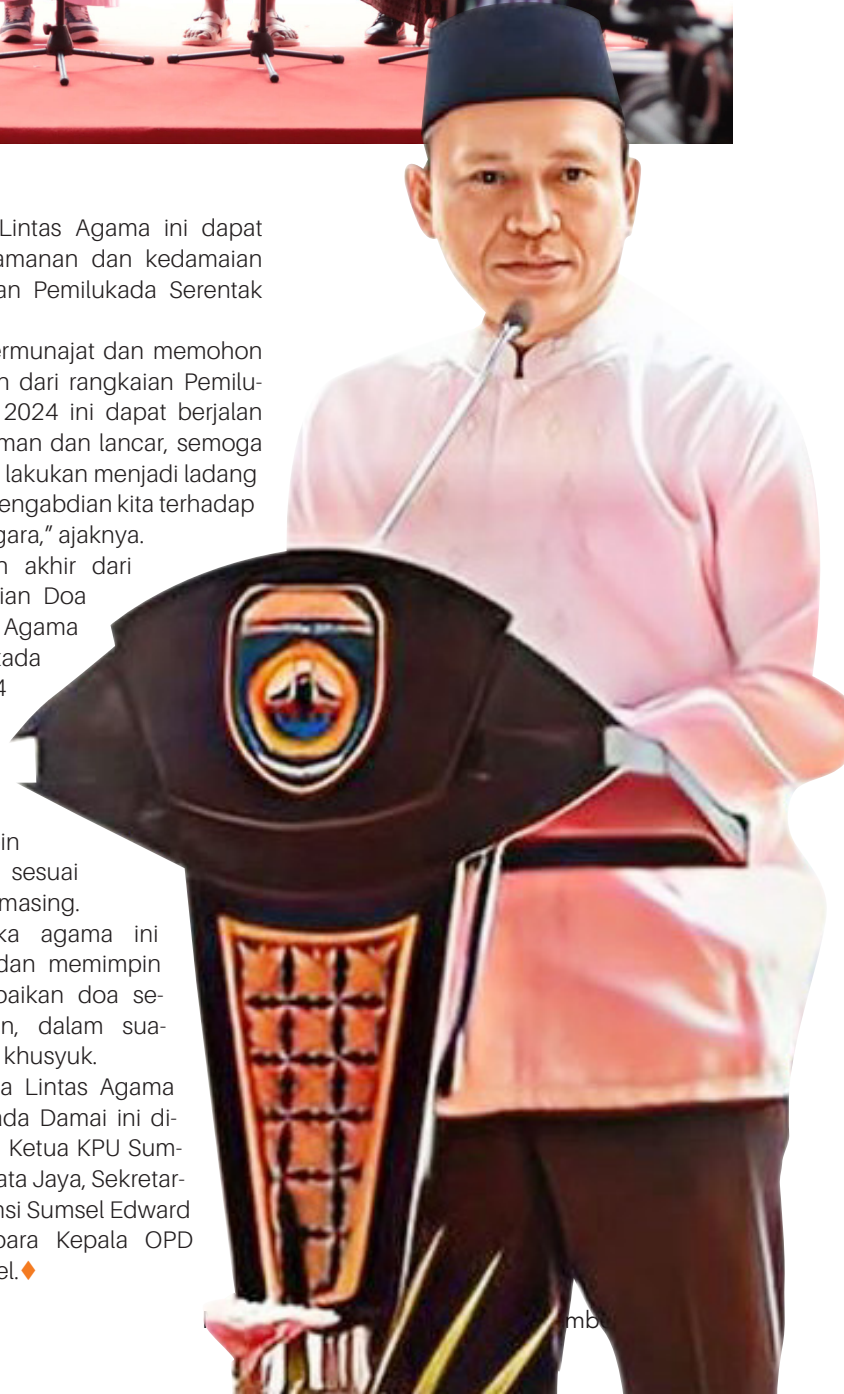 Lintas Agama ini dapat
amanan dan kedamaian
an Pemilukada Serentak
ermunajat dan memohon
n dari rangkaian Pemilu-
2024 ini dapat berjalan
man dan lancar, semoga
lakukan menjadi ladang
engabdian kita terhadap
gara,” ajaknya.
n akhir dari
ian Doa
Agama
ada
4
in
sesuai
masing.
ka agama ini
dan memimpin
paikan doa se-
n, dalam sua-
khusyuk.
a Lintas Agama
ada Damai ini di-
Ketua KPU Sum-
ata Jaya, Sekretar-
nsi Sumsel Edward
para Kepala OPD
el.♦
mb